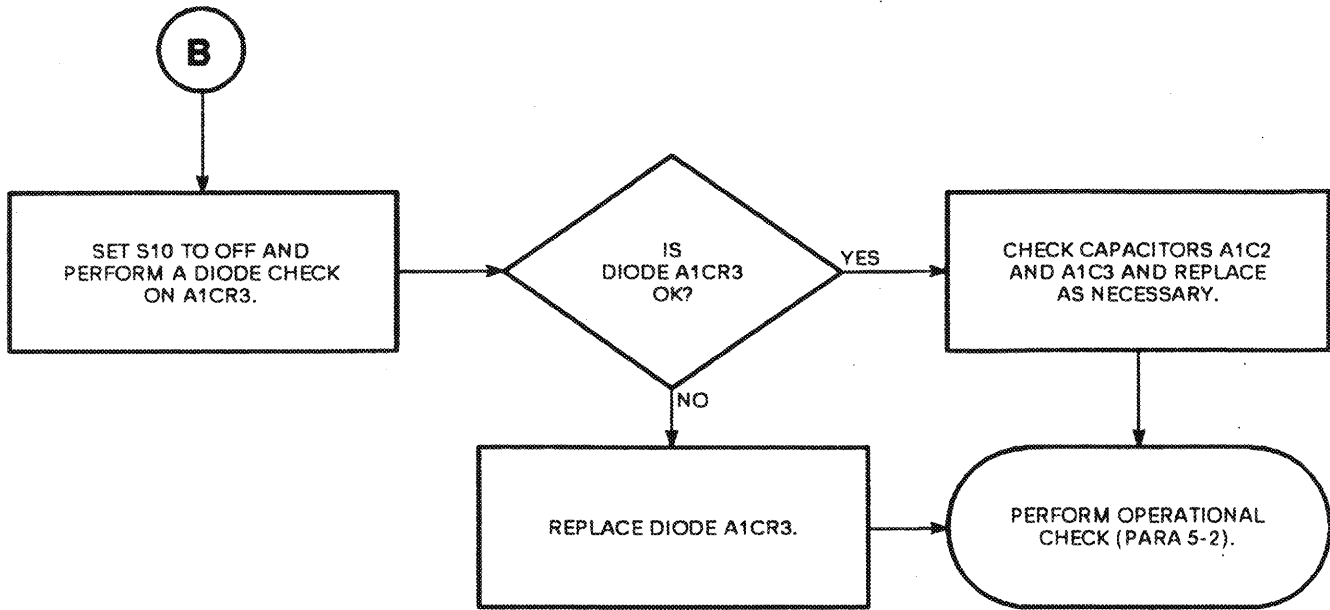 B
SET S10 TO OFF AND
PERFORM A DIODE CHECK
ON A1CR3.
IS
DIODE A1CR3
OK?
YES
CHECK CAPACITORS A1C2
AND A1C3 AND REPLACE
AS NECESSARY.
NO
REPLACE DIODE A1CR3.
PERFORM OPERATIONAL
CHECK (PARA 5-2).